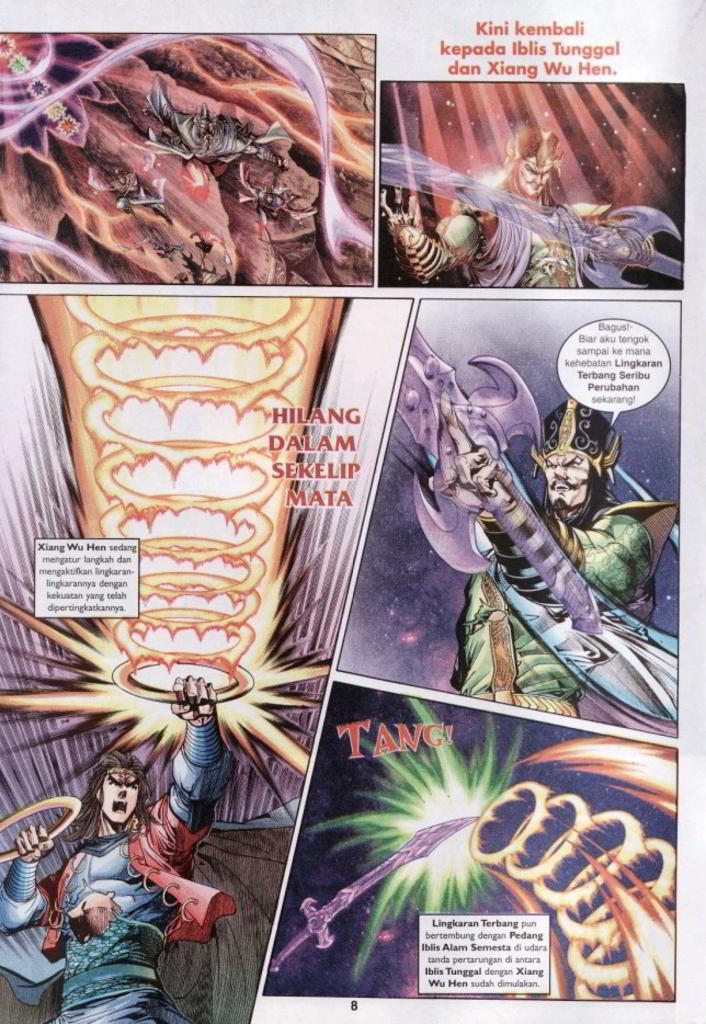 Kini kembali
kepada Iblis Tunggal
dan Xiang Wu Hen.
HILANG
DALAM
SEKELIP
MATA
Xiang Wu Hen sedang
mengatur langkah dan
mengaktifkan lingkaran-
lingkarannya dengan
kekuatan yang telah
dipertingkatkannya.
Bagus!-
Biar aku tengok
sampai ke mana
kehebatan Lingkaran
Terbang Seribu
Perubahan
sekarang!
TANG!
Lingkaran Terbang pun
bertembung dengan Pedang
Iblis Alam Semesta di udara
tanda pertarungan di antara
Iblis Tunggal dengan Xiang
Wu Hen sudah dimulakan.
8